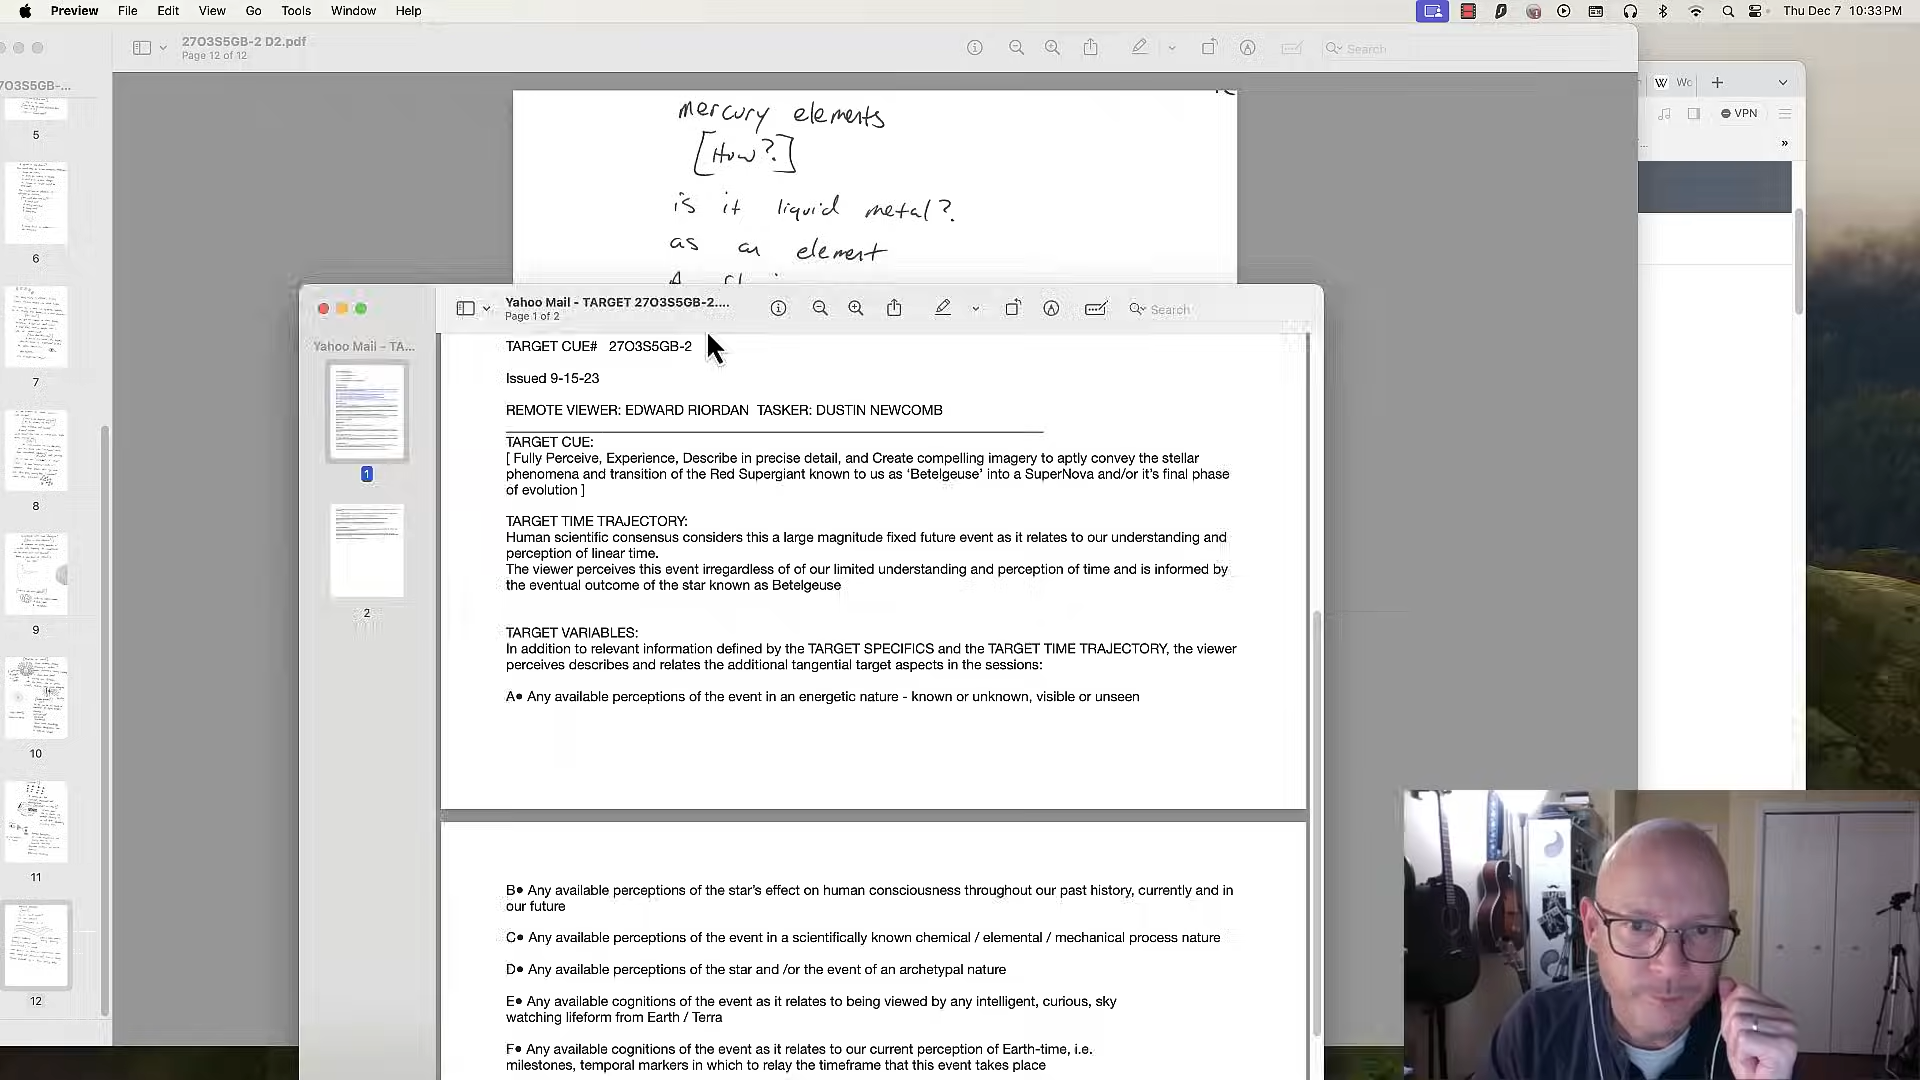 Preview File Edit View Go Tools Window Help
Thu Dec 7 10:33 PM
27O3S5GB-2 D2.pdf
Page 12 of 12
Search
27O3S5GB-...
5
6
7
8
9
10
11
12
Wc
VPN
mercury elements
[How?]
is it liquid metal?
as an element
Yahoo Mail - TARGET 27O3S5GB-2....
Page 1 of 2
Search
Yahoo Mail - TA...
1
2
TARGET CUE# 27O3S5GB-2
Issued 9-15-23
REMOTE VIEWER: EDWARD RIORDAN TASKER: DUSTIN NEWCOMB
TARGET CUE:
[ Fully Perceive, Experience, Describe in precise detail, and Create compelling imagery to aptly convey the stellar
phenomena and transition of the Red Supergiant known to us as ‘Betelgeuse’ into a SuperNova and/or it’s final phase
of evolution ]
TARGET TIME TRAJECTORY:
Human scientific consensus considers this a large magnitude fixed future event as it relates to our understanding and
perception of linear time.
The viewer perceives this event irregardless of of our limited understanding and perception of time and is informed by
the eventual outcome of the star known as Betelgeuse
TARGET VARIABLES:
In addition to relevant information defined by the TARGET SPECIFICS and the TARGET TIME TRAJECTORY, the viewer
perceives describes and relates the additional tangential target aspects in the sessions:
A• Any available perceptions of the event in an energetic nature - known or unknown, visible or unseen
B• Any available perceptions of the star’s effect on human consciousness throughout our past history, currently and in
our future
C• Any available perceptions of the event in a scientifically known chemical / elemental / mechanical process nature
D• Any available perceptions of the star and /or the event of an archetypal nature
E• Any available cognitions of the event as it relates to being viewed by any intelligent, curious, sky
watching lifeform from Earth / Terra
F• Any available cognitions of the event as it relates to our current perception of Earth-time, i.e.
milestones, temporal markers in which to relay the timeframe that this event takes place